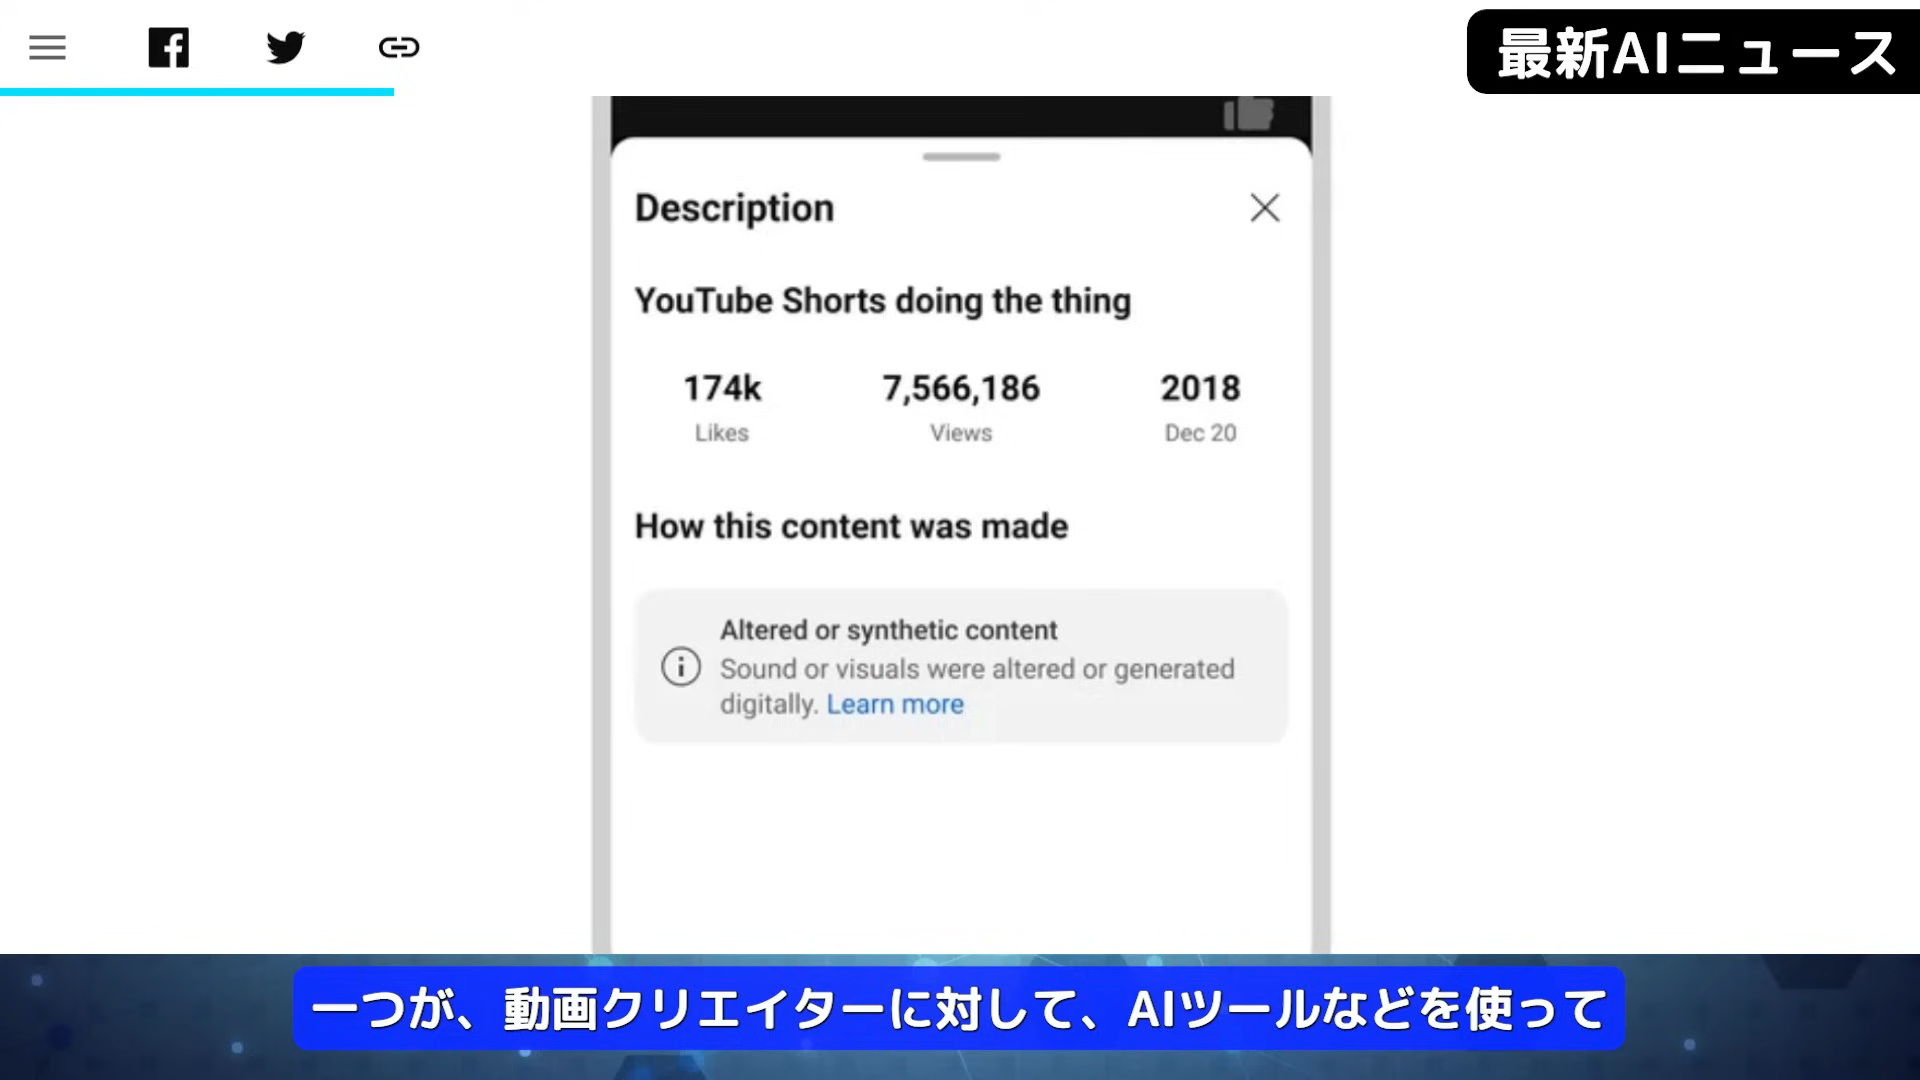 最新AIニュース
Description
YouTube Shorts doing the thing
174k 7,566,186 2018
Likes Views Dec 20
How this content was made
Altered or synthetic content
Sound or visuals were altered or generated
digitally. Learn more
一つが、動画クリエイターに対して、AIツールなどを使って